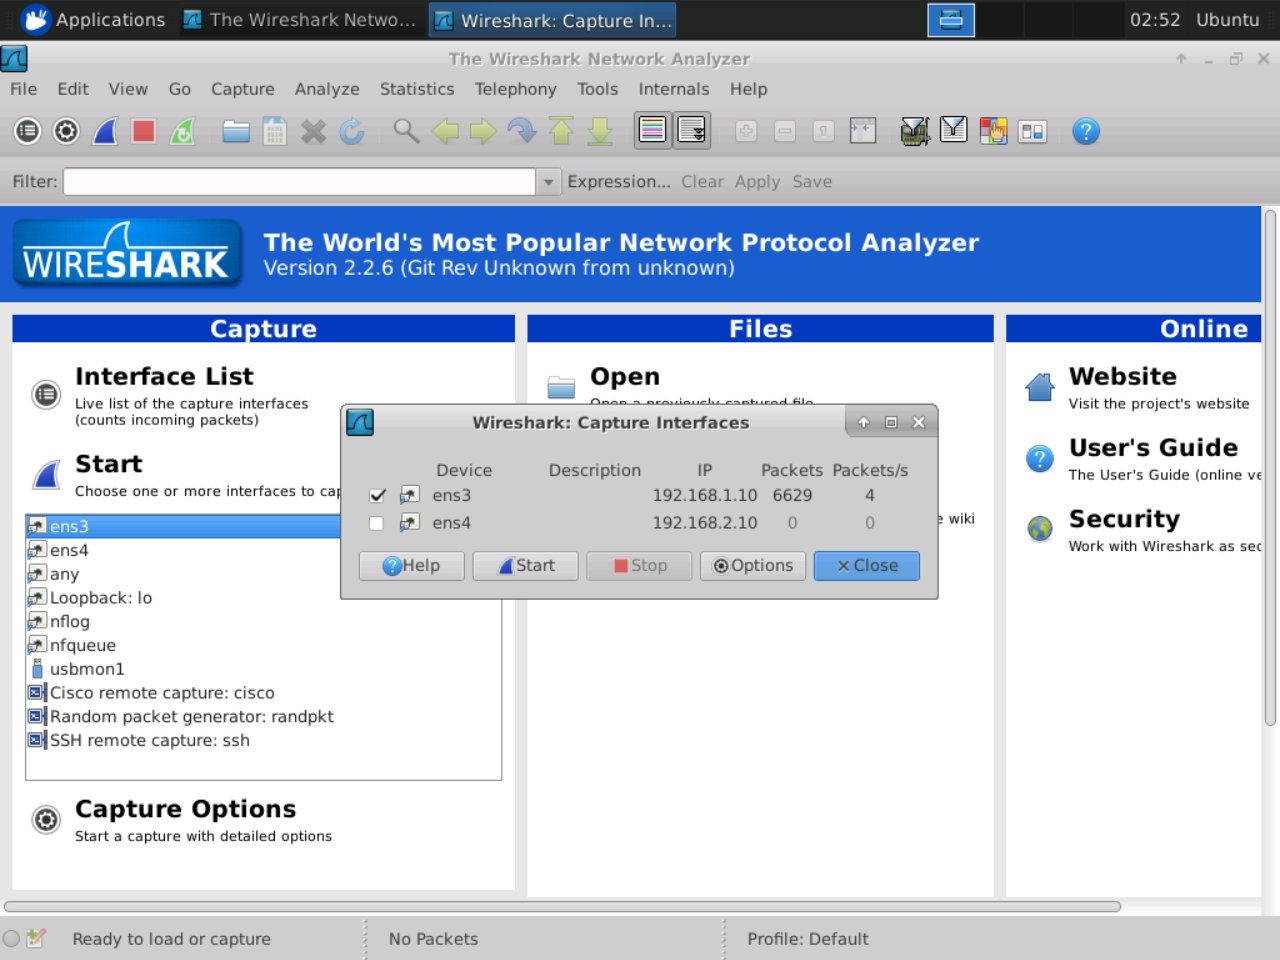 Applications
The Wireshark Netwo...
Wireshark: Capture In...
02:52 Ubuntu
The Wireshark Network Analyzer
File Edit View Go Capture Analyze Statistics Telephony Tools Internals Help
Filter: Expression... Clear Apply Save
WIRESHARK
The World's Most Popular Network Protocol Analyzer
Version 2.2.6 (Git Rev Unknown from unknown)
Capture
Interface List
Live list of the capture interfaces
(counts incoming packets)
Start
Choose one or more interfaces to cap
ens3
ens4
any
Loopback: lo
nflog
nfqueue
usbmon1
Cisco remote capture: cisco
Random packet generator: randpkt
SSH remote capture: ssh
Capture Options
Start a capture with detailed options
Files
Open
Open a previously captured file
e wiki
Online
Website
Visit the project's website
User's Guide
The User's Guide (online ve
Security
Work with Wireshark as sec
Wireshark: Capture Interfaces
Device Description IP Packets Packets/s
ens3 192.168.1.10 6629 4
ens4 192.168.2.10 0 0
Help Start Stop Options Close
Ready to load or capture
No Packets
Profile: Default